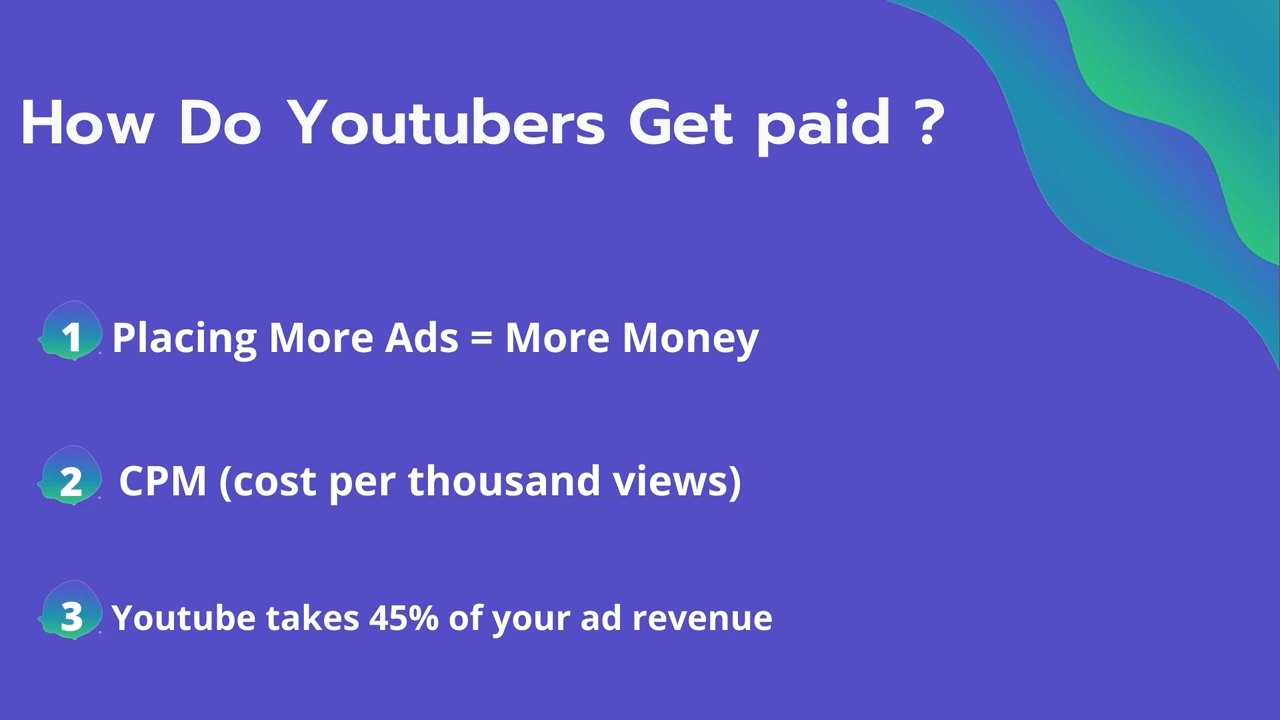 How Do Youtubers Get paid ?
1 Placing More Ads = More Money
2 CPM (cost per thousand views)
3 Youtube takes 45% of your ad revenue